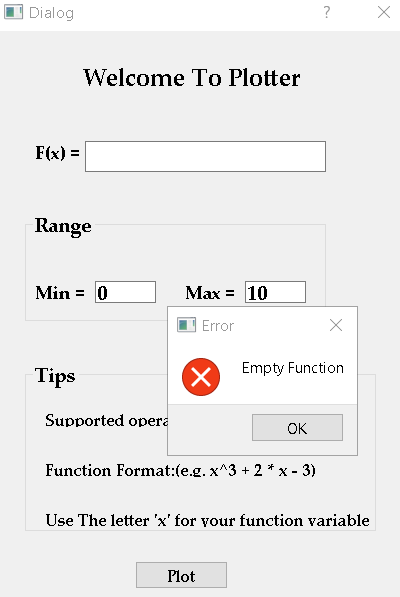 Dialog
?
Welcome To Plotter
F(x) =
Range
Min = 0 Max = 10
Error
Empty Function
OK
Tips
Supported
Function Format:(e.g. x^3 + 2 * x - 3)
Use The letter 'x' for your function variable
Plot